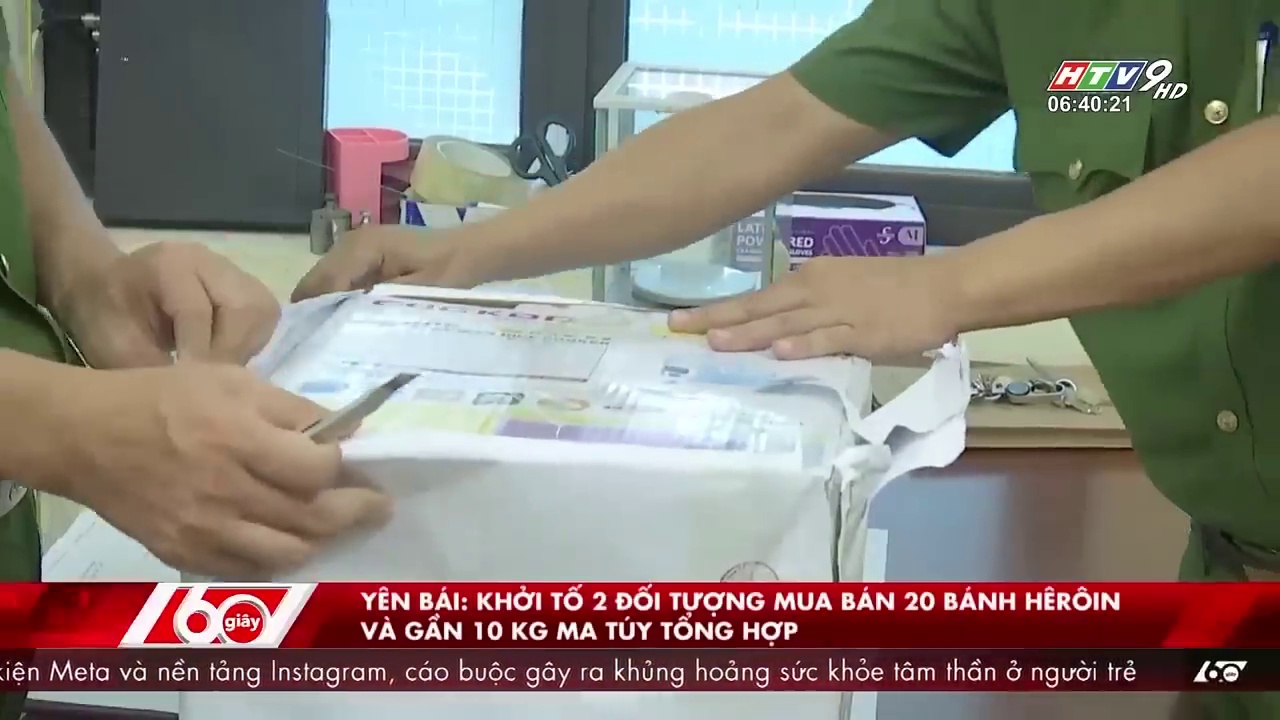 HTV9 HD
06:40:21
LATEX
POWDERED
60 giây
YÊN BÁI: KHỞI TỐ 2 ĐỐI TƯỢNG MUA BÁN 20 BÁNH HÊRÔIN
VÀ GẦN 10 KG MA TÚY TỔNG HỢP
kiện Meta và nền tảng Instagram, cáo buộc gây ra khủng hoảng sức khỏe tâm thần ở người trẻ
60 giây